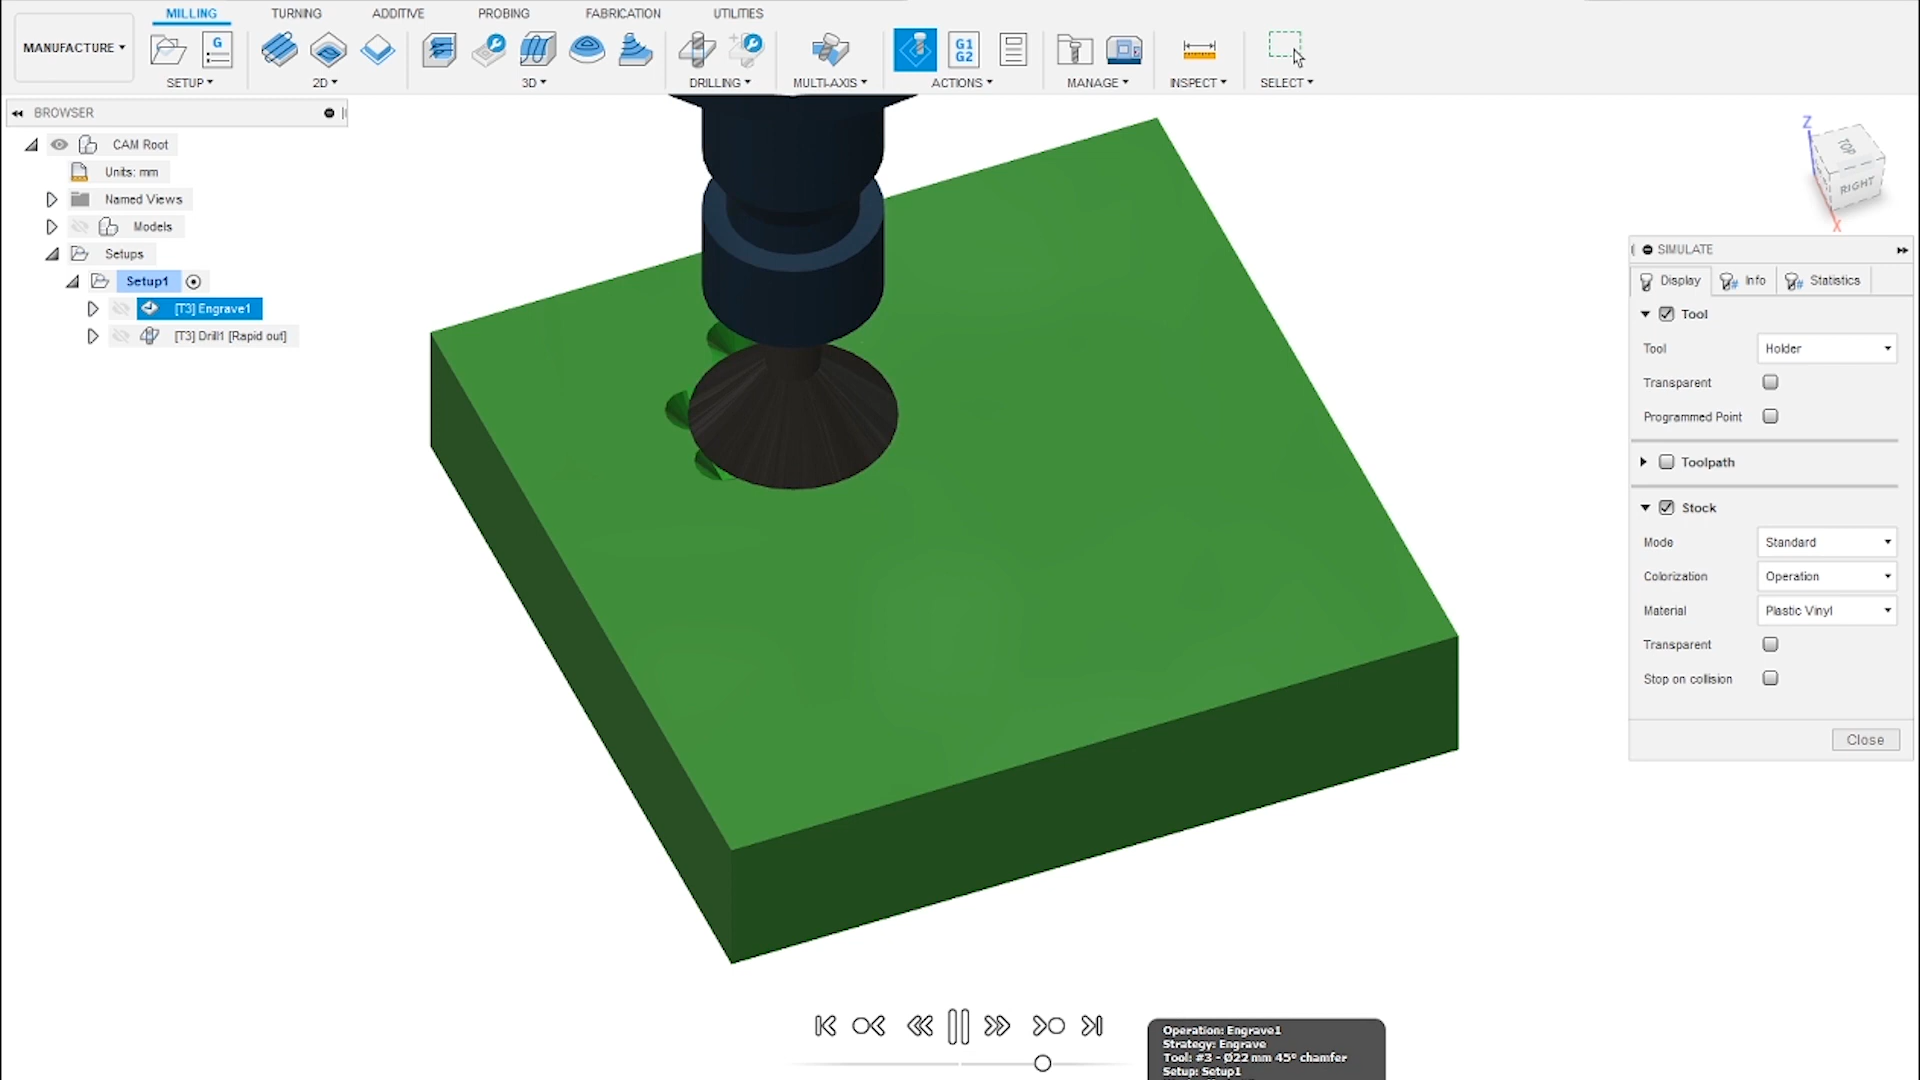 MILLING TURNING ADDITIVE PROBING FABRICATION UTILITIES
MANUFACTURE
G
G1
G2
SETUP 2D 3D DRILLING MULTI-AXIS ACTIONS MANAGE INSPECT SELECT
BROWSER
CAM Root
Units: mm
Named Views
Models
Setups
Setup1
[T3] Engrave1
[T3] Drill1 [Rapid out]
Z
TOP
RIGHT
X
SIMULATE
Display Info Statistics
Tool
Tool Holder
Transparent
Programmed Point
Toolpath
Stock
Mode Standard
Colorization Operation
Material Plastic Vinyl
Transparent
Stop on collision
Close
Operation: Engrave1
Strategy: Engrave
Tool: #3 - Ø22 mm 45° chamfer
Setup: Setup1